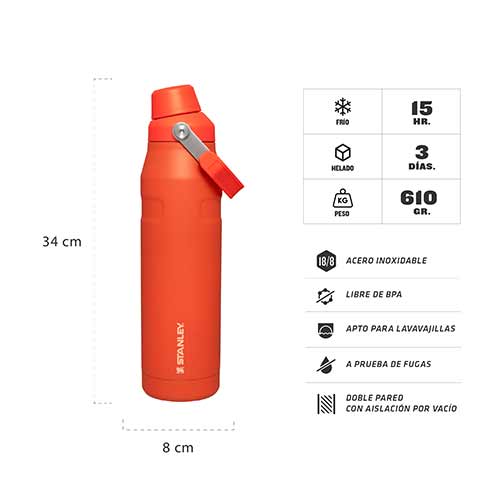 34 cm
8 cm
STANLEY
FRÍO
15
HR.
HELADO
3
DÍAS.
KG
PESO
610
GR.
18/8
ACERO INOXIDABLE
LIBRE DE BPA
APTO PARA LAVAVAJILLAS
A PRUEBA DE FUGAS
DOBLE PARED
CON AISLACIÓN POR VACÍO